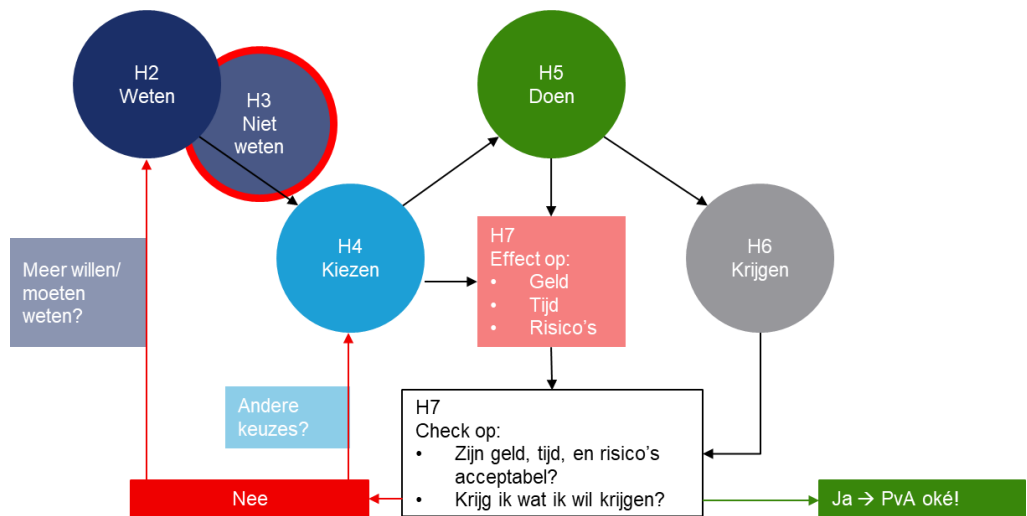 H2
Weten
H3
Niet
weten
H5
Doen
H4
Kiezen
H7
Effect op:
• Geld
• Tijd
• Risico's
H6
Krijgen
Meer willen/
moeten
weten?
Andere
keuzes?
H7
Check op:
• Zijn geld, tijd, en risico's
acceptabel?
• Krijg ik wat ik wil krijgen?
Nee
Ja → PvA oké!